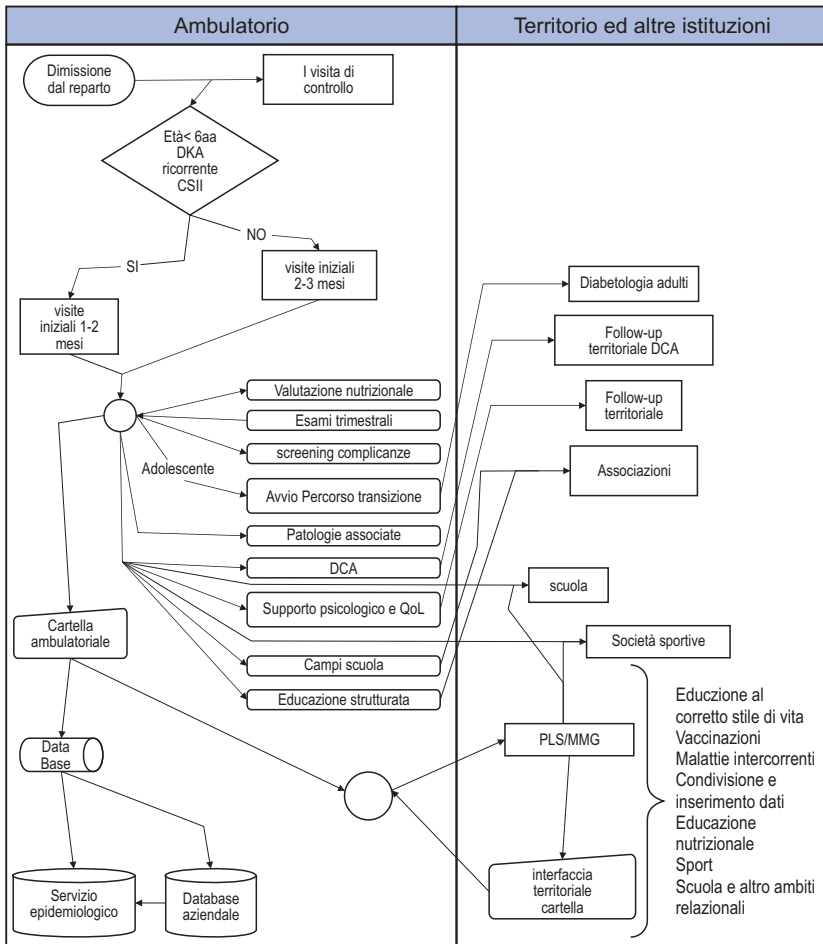 Ambulatorio
Territorio ed altre istituzioni
Dimissione
dal reparto
I visita di
controllo
Età< 6aa
DKA
ricorrente
CSII
NO
SI
visite iniziali
2-3 mesi
visite
iniziali 1-2
mesi
Diabetologia adulti
Follow-up
territoriale DCA
Follow-up
territoriale
Associazioni
Valutazione nutrizionale
Esami trimestrali
screening complicanze
Adolescente
Avvio Percorso transizione
Patologie associate
DCA
Supporto psicologico e QoL
Campi scuola
Educazione strutturata
scuola
Società sportive
Cartella
ambulatoriale
Data
Base
PLS/MMG
Educzione al
corretto stile di vita
Vaccinazioni
Malattie intercorrenti
Condivisione e
inserimento dati
Educazione
nutrizionale
Sport
Scuola e altro ambiti
relazionali
interfaccia
territoriale
cartella
Servizio
epidemiologico
Database
aziendale